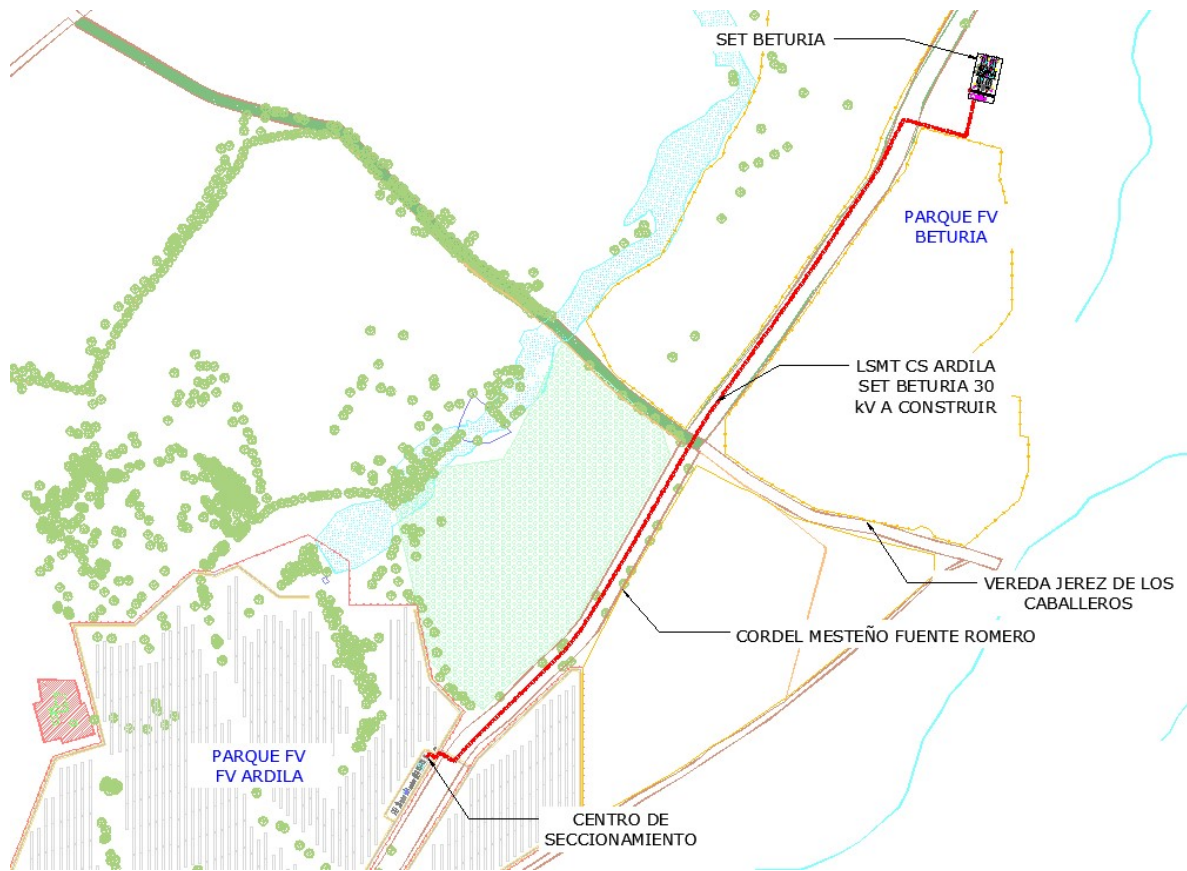 SET BETURIA
PARQUE FV
BETURIA
LSMT CS ARDILA
SET BETURIA 30
kV A CONSTRUIR
VEREDA JEREZ DE LOS
CABALLEROS
CORDEL MESTEÑO FUENTE ROMERO
PARQUE FV
FV ARDILA
CENTRO DE
SECCIONAMIENTO